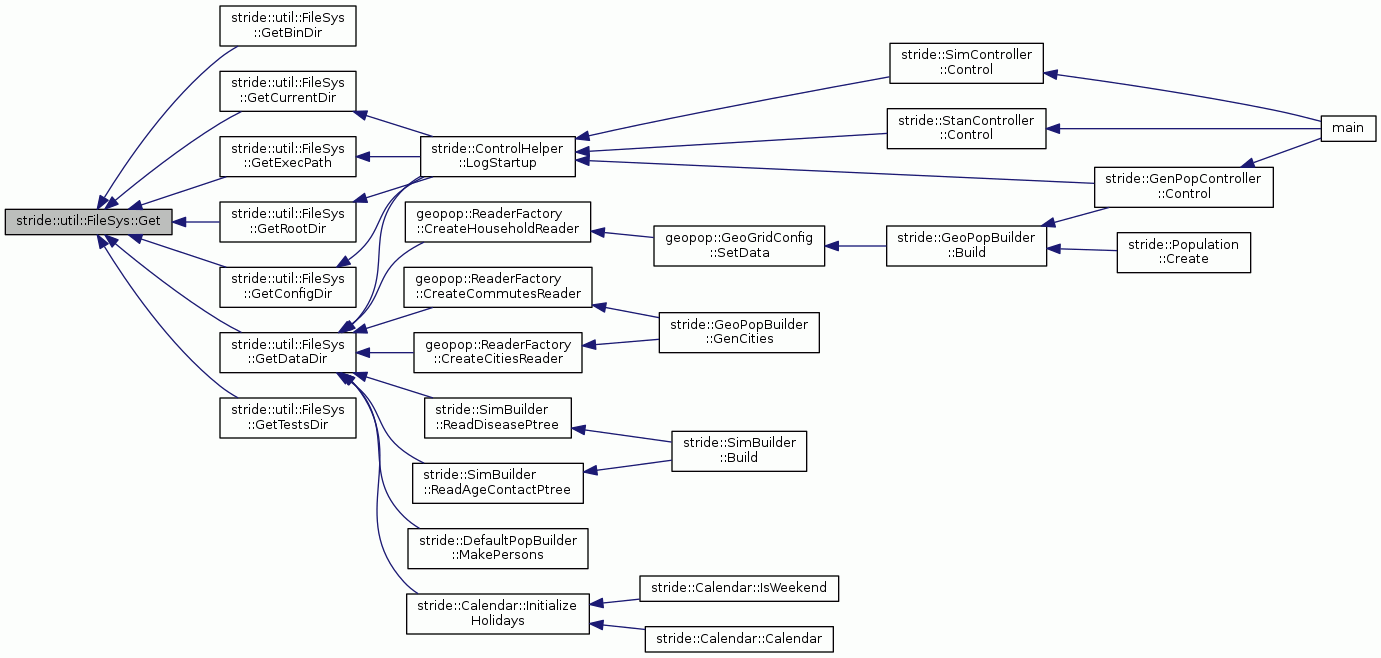 stride::util::FileSys::Get
stride::util::FileSys
::GetBinDir
stride::util::FileSys
::GetCurrentDir
stride::util::FileSys
::GetExecPath
stride::util::FileSys
::GetRootDir
stride::util::FileSys
::GetConfigDir
stride::util::FileSys
::GetDataDir
stride::util::FileSys
::GetTestsDir
stride::ControlHelper
::LogStartup
geopop::ReaderFactory
::CreateHouseholdReader
geopop::ReaderFactory
::CreateCommutesReader
geopop::ReaderFactory
::CreateCitiesReader
stride::SimBuilder
::ReadDiseasePtree
stride::SimBuilder
::ReadAgeContactPtree
stride::DefaultPopBuilder
::MakePersons
stride::Calendar::Initialize
Holidays
geopop::GeoGridConfig
::SetData
stride::GeoPopBuilder
::GenCities
stride::SimBuilder
::Build
stride::Calendar::IsWeekend
stride::Calendar::Calendar
stride::SimController
::Control
stride::StanController
::Control
stride::GeoPopBuilder
::Build
stride::GenPopController
::Control
stride::Population
::Create
main